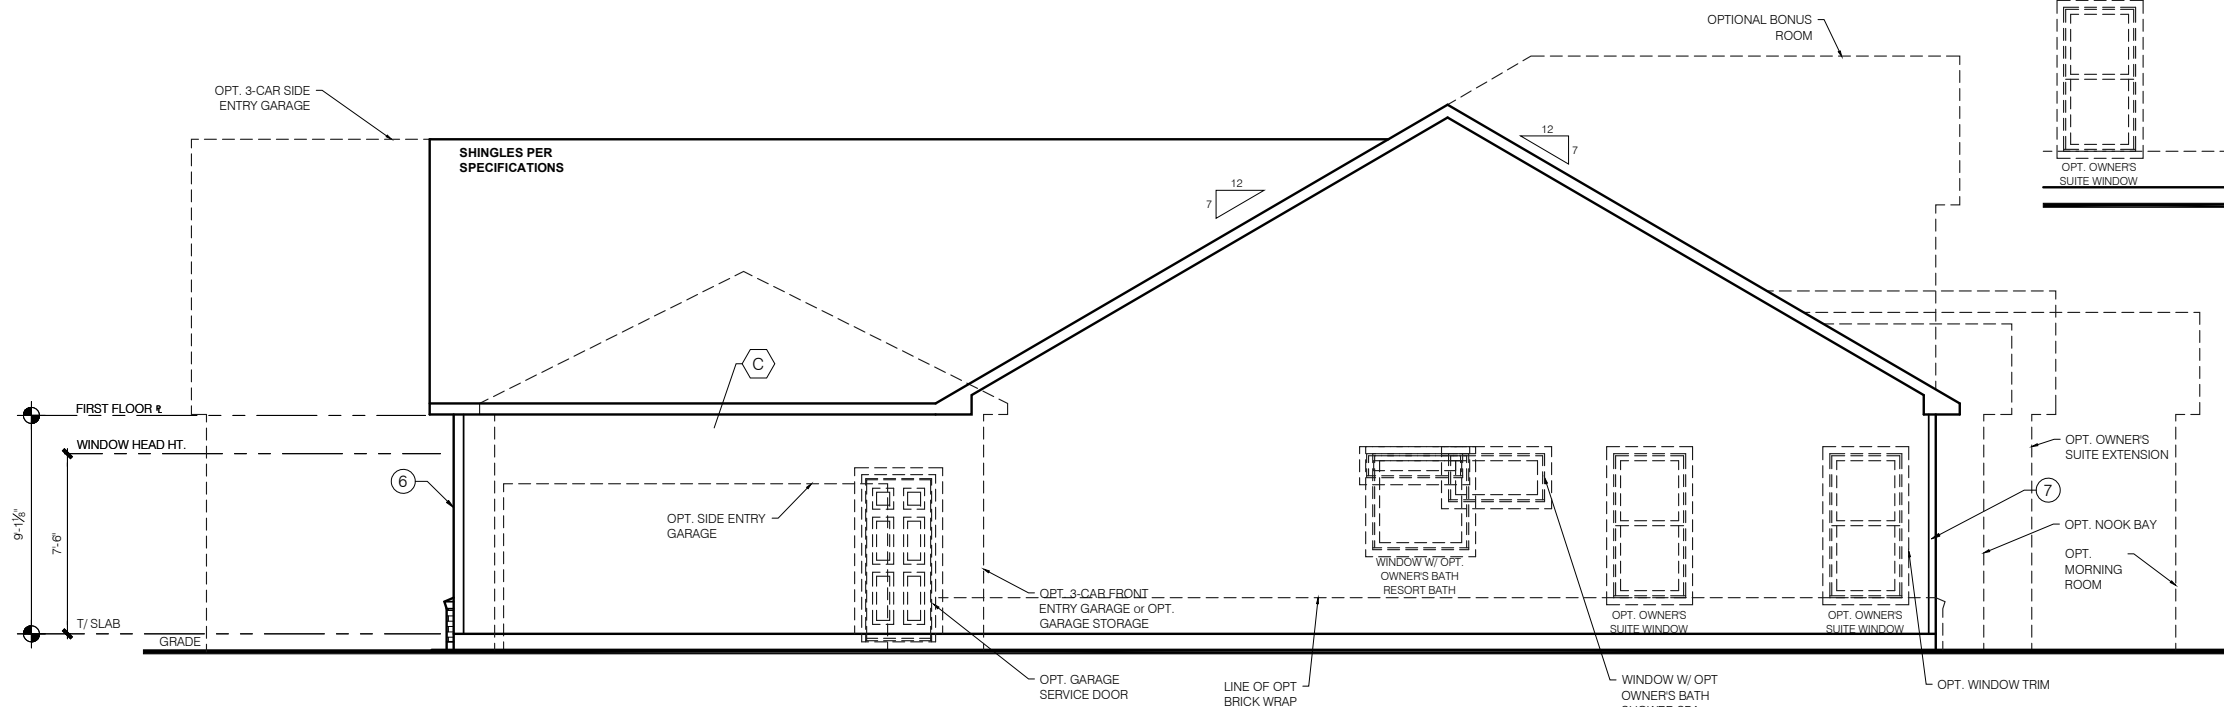 OPTIONAL BONUS
ROOM
OPT. 3-CAR SIDE
ENTRY GARAGE
SHINGLES PER
SPECIFICATIONS
12
7
12
7
OPT. OWNER'S
SUITE WINDOW
C
FIRST FLOOR ℄
WINDOW HEAD HT.
9'-1⅛"
7'-6"
T/ SLAB
GRADE
6
OPT. SIDE ENTRY
GARAGE
OPT. 3-CAR FRONT
ENTRY GARAGE or OPT.
GARAGE STORAGE
OPT. GARAGE
SERVICE DOOR
WINDOW W/ OPT.
OWNER'S BATH
RESORT BATH
LINE OF OPT
BRICK WRAP
WINDOW W/ OPT
OWNER'S BATH
OPT. OWNER'S
SUITE WINDOW
OPT. OWNER'S
SUITE WINDOW
OPT. WINDOW TRIM
OPT. OWNER'S
SUITE EXTENSION
7
OPT. NOOK BAY
OPT.
MORNING
ROOM